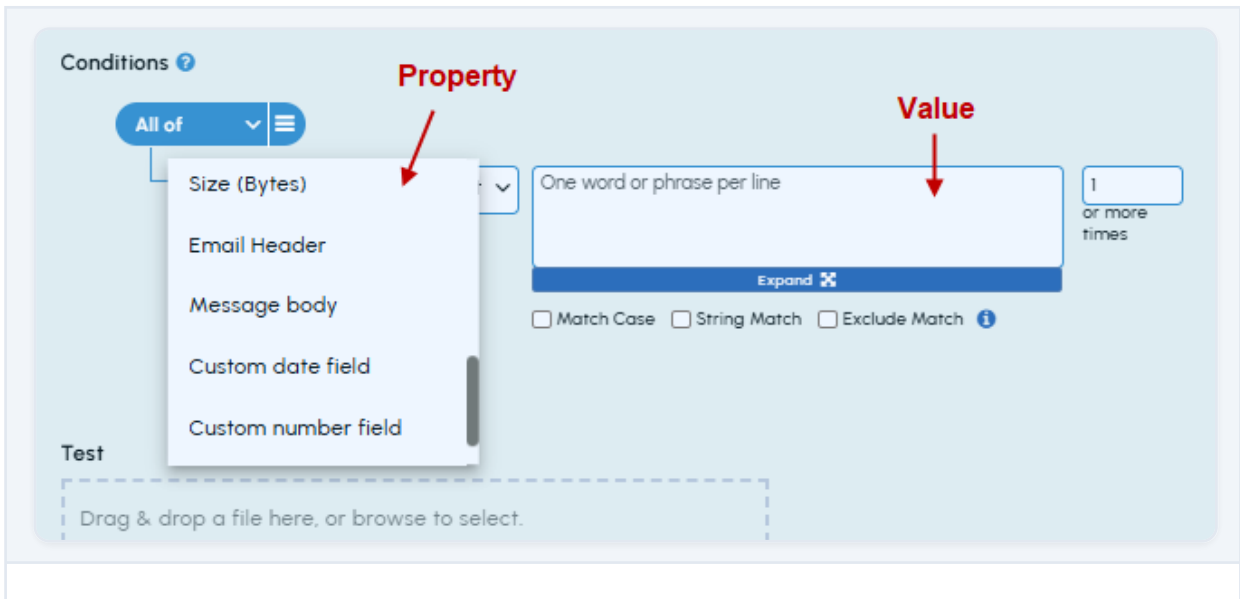 Conditions
Property
Value
All of
Size (Bytes)
One word or phrase per line
1
or more
times
Email Header
Expand
Message body
Match Case String Match Exclude Match
Custom date field
Custom number field
Test
Drag & drop a file here, or browse to select.